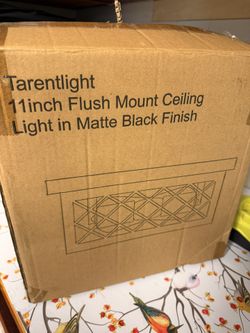 Tarentlight
11inch Flush Mount Ceiling
Light in Matte Black Finish